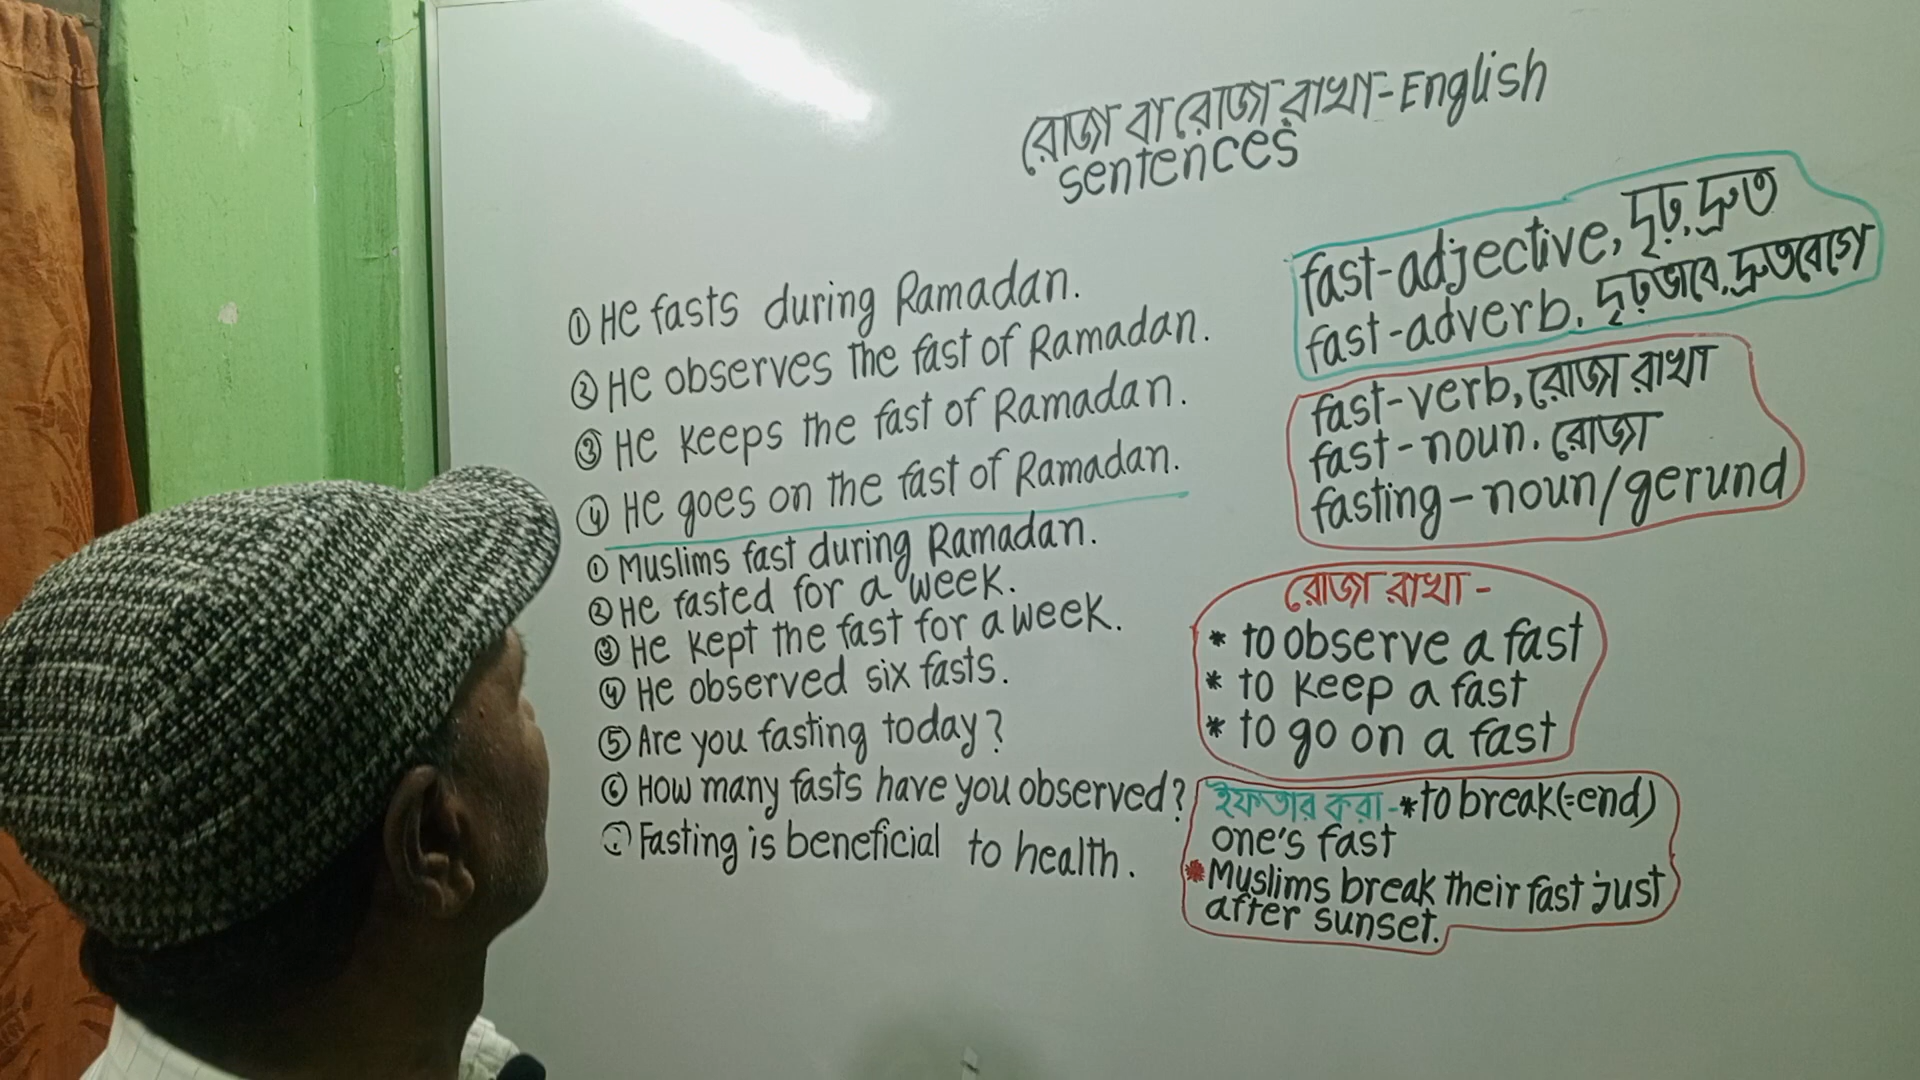 রোজা বা রোজা রাখা-English
sentences
① He fasts during Ramadan.
② He observes the fast of Ramadan.
③ He keeps the fast of Ramadan.
④ He goes on the fast of Ramadan.
① Muslims fast during Ramadan.
② He fasted for a week.
③ He kept the fast for a week.
④ He observed six fasts.
⑤ Are you fasting today?
⑥ How many fasts have you observed?
⑦ Fasting is beneficial to health.
fast-adjective, দৃঢ়, দ্রুত
fast-adverb. দৃঢ়ভাবে, দ্রুতবেগে
fast-verb, রোজা রাখা
fast-noun. রোজা
fasting-noun/gerund
রোজা রাখা-
* to observe a fast
* to keep a fast
* to go on a fast
ইফতার করা-* to break(=end)
one's fast
* Muslims break their fast just
after sunset.